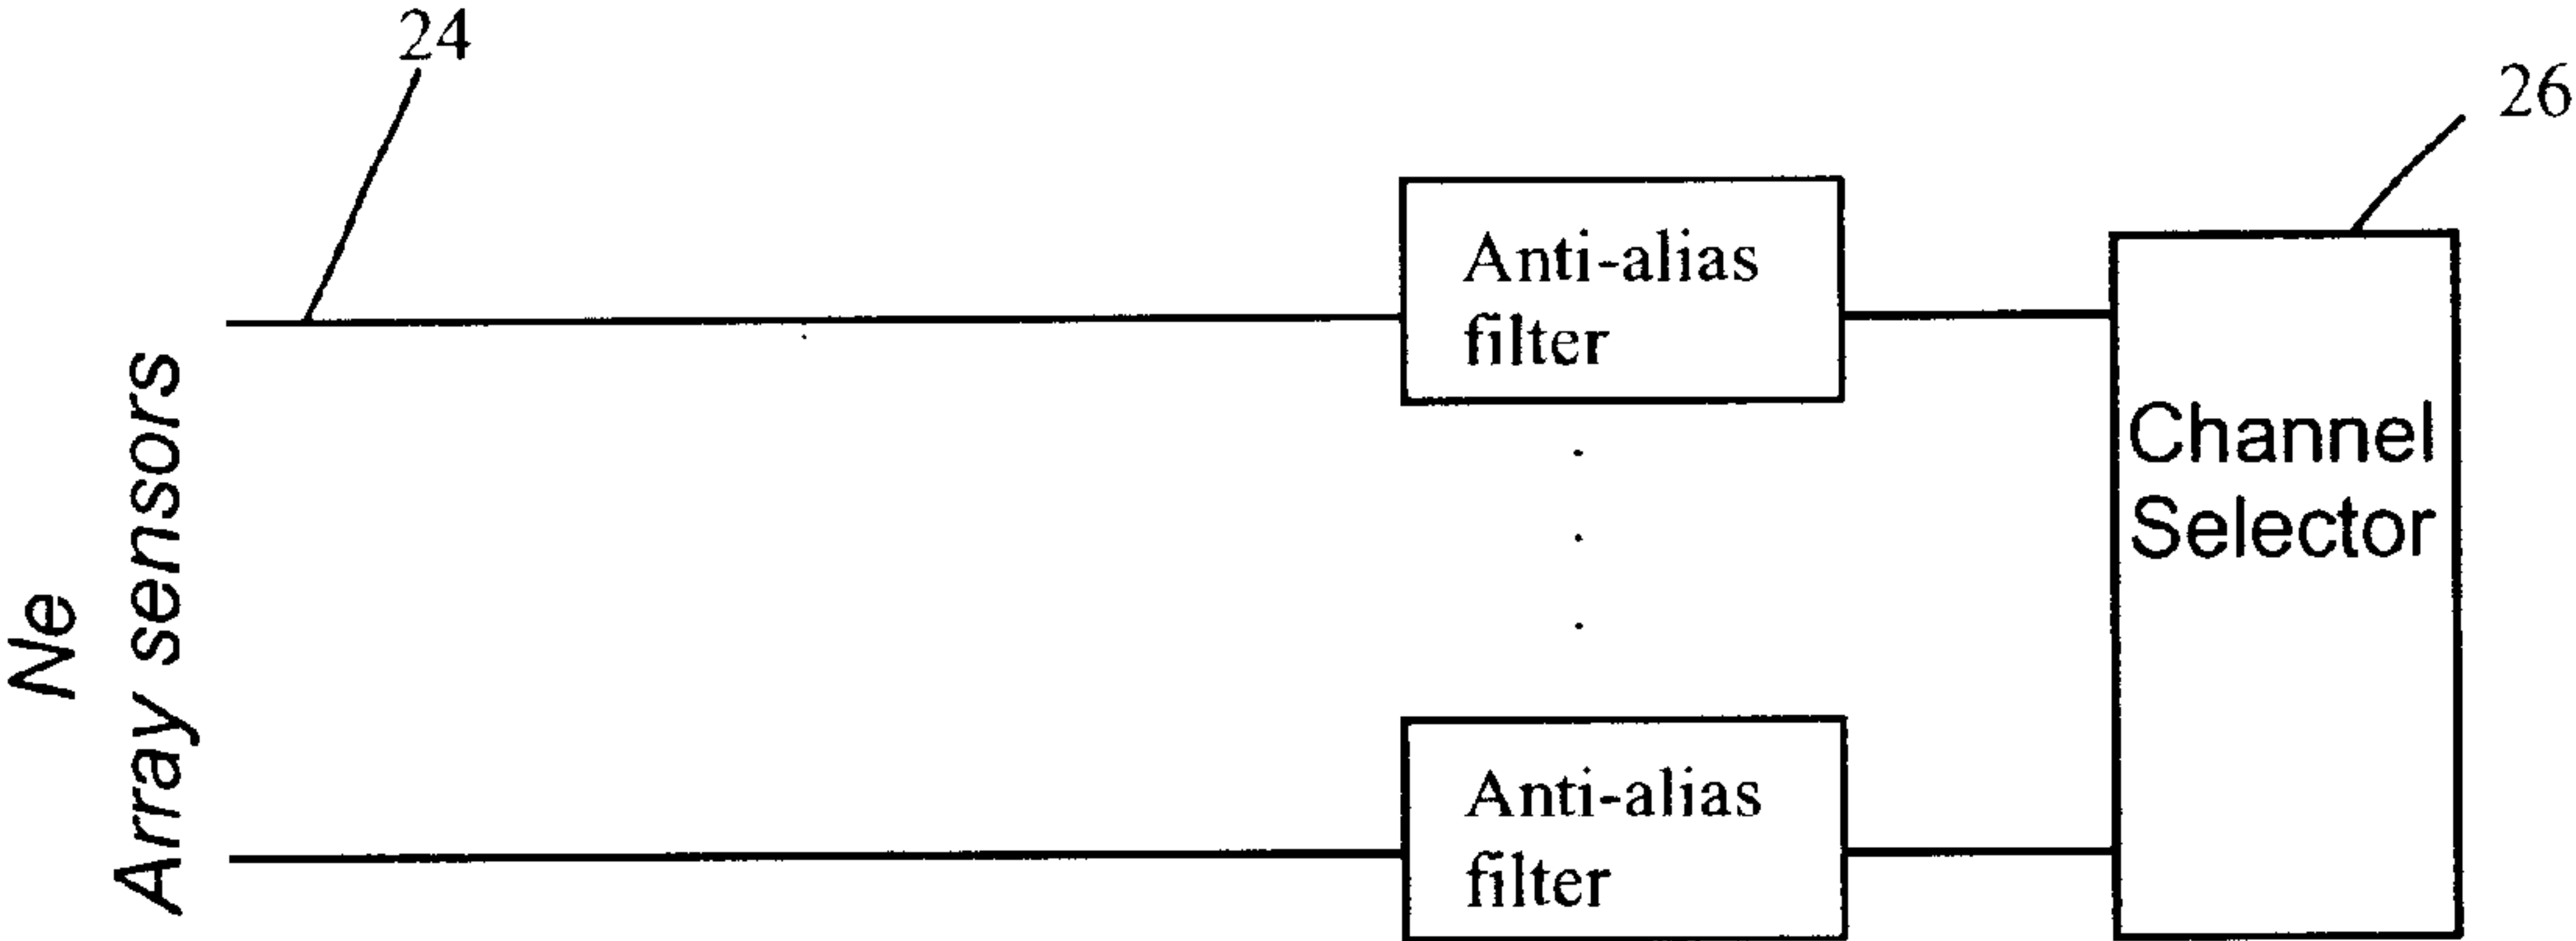 24
26
Anti-alias
filter
Channel
Selector
Ne
Array sensors
Anti-alias
filter